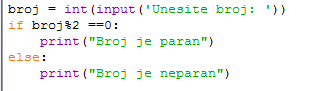 broj = int(input('Unesite broj: '))
if broj%2 ==0:
    print("Broj je paran")
else:
    print("Broj je neparan")